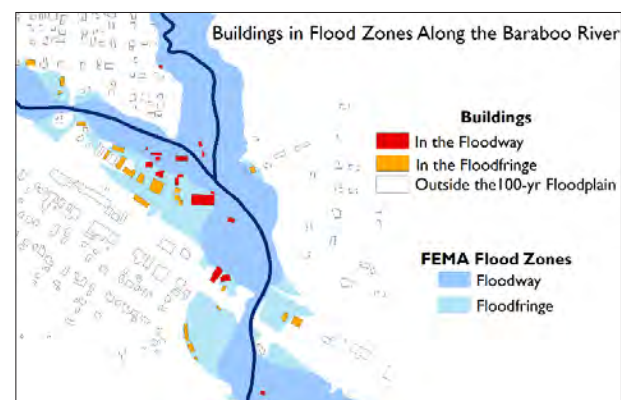 Buildings in Flood Zones Along the Baraboo River
Buildings
In the Floodway
In the Floodfringe
Outside the100-yr Floodplain
FEMA Flood Zones
Floodway
Floodfringe